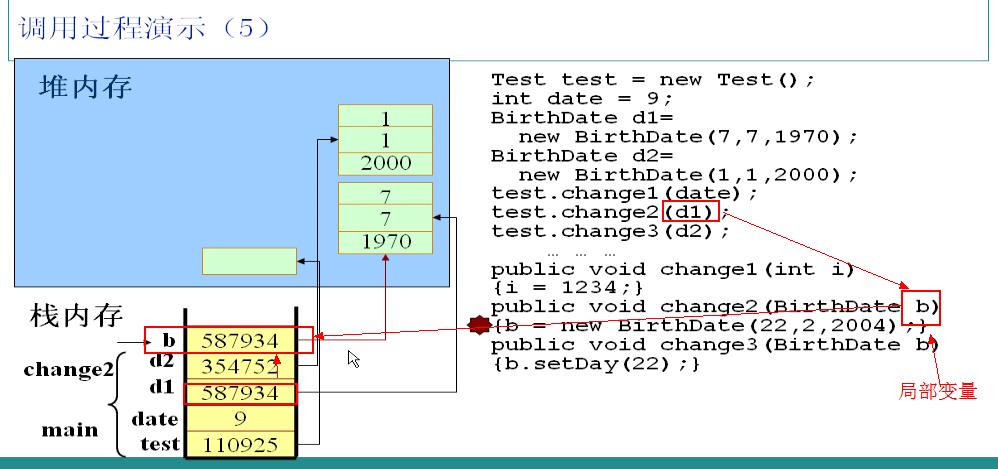 调用过程演示（5）
堆内存
1
1
2000
7
7
1970
栈内存
b 587934
d2 354752
change2
d1 587934
date 9
main
test 110925
Test test = new Test();
int date = 9;
BirthDate d1=
new BirthDate(7,7,1970);
BirthDate d2=
new BirthDate(1,1,2000);
test.change1(date);
test.change2(d1);
test.change3(d2);
… … …
public void change1(int i)
{i = 1234;}
public void change2(BirthDate b)
{b = new BirthDate(22,2,2004);}
public void change3(BirthDate b)
{b.setDay(22);}
局部变量